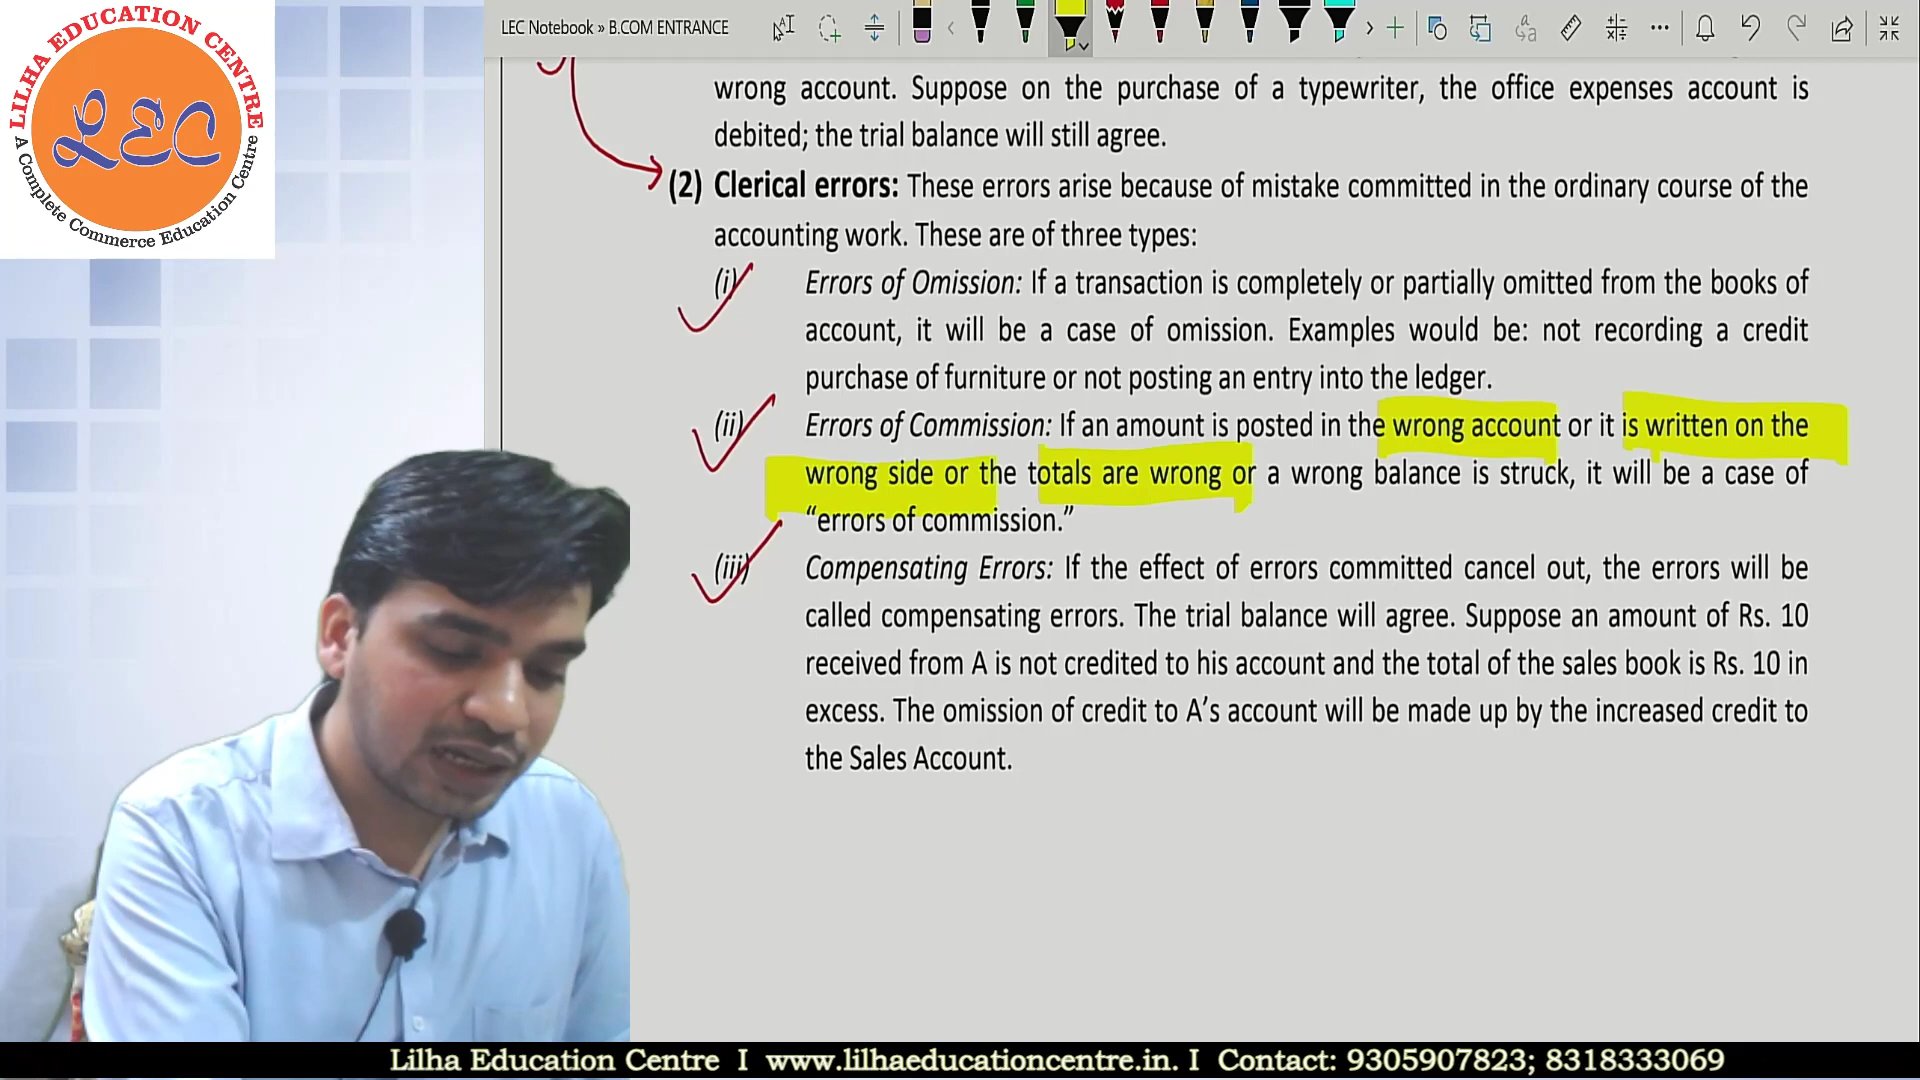 LILHA EDUCATION CENTRE
LEC
A Complete Commerce Education Centre
LEC Notebook » B.COM ENTRANCE
wrong account. Suppose on the purchase of a typewriter, the office expenses account is
debited; the trial balance will still agree.
(2) Clerical errors: These errors arise because of mistake committed in the ordinary course of the
accounting work. These are of three types:
(i) Errors of Omission: If a transaction is completely or partially omitted from the books of
account, it will be a case of omission. Examples would be: not recording a credit
purchase of furniture or not posting an entry into the ledger.
(ii) Errors of Commission: If an amount is posted in the wrong account or it is written on the
wrong side or the totals are wrong or a wrong balance is struck, it will be a case of
“errors of commission.”
(iii) Compensating Errors: If the effect of errors committed cancel out, the errors will be
called compensating errors. The trial balance will agree. Suppose an amount of Rs. 10
received from A is not credited to his account and the total of the sales book is Rs. 10 in
excess. The omission of credit to A’s account will be made up by the increased credit to
the Sales Account.
Lilha Education Centre I www.lilhaeducationcentre.in. I Contact: 9305907823; 8318333069